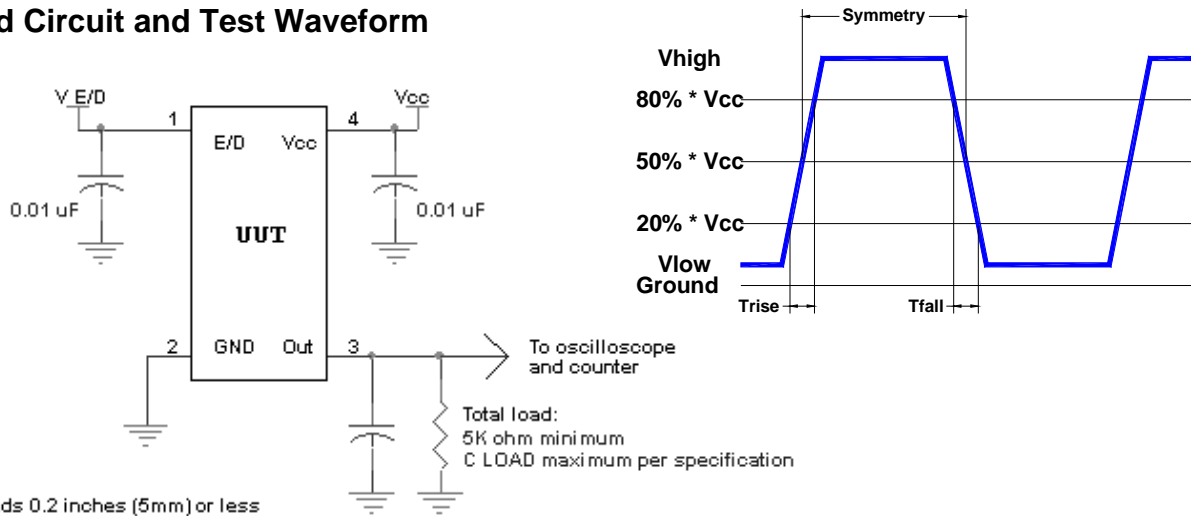 d Circuit and Test Waveform
V E/D
1
4
Vcc
E/D
Vcc
0.01 uF
0.01 uF
UUT
2
GND
Out
3
To oscilloscope
and counter
Total load:
5K ohm minimum
C LOAD maximum per specification
ds 0.2 inches (5mm) or less
Symmetry
Vhigh
80% * Vcc
50% * Vcc
20% * Vcc
Vlow
Ground
Trise
Tfall